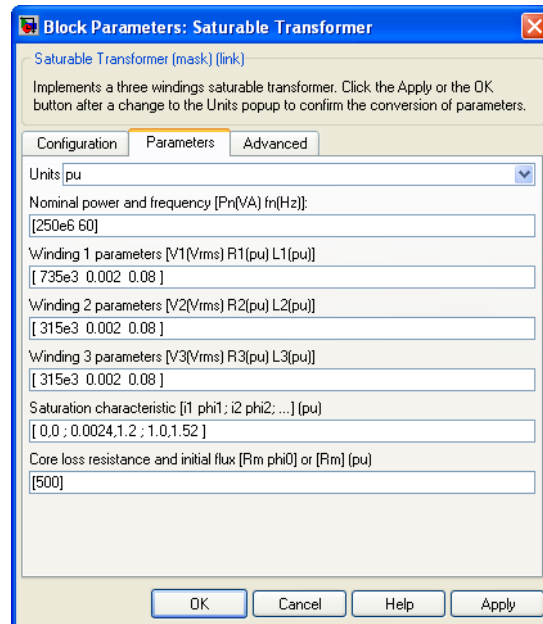 Block Parameters: Saturable Transformer
Saturable Transformer (mask) (link)
Implements a three windings saturable transformer. Click the Apply or the OK
button after a change to the Units popup to confirm the conversion of parameters.
Configuration Parameters Advanced
Units pu
Nominal power and frequency [Pn(VA) fn(Hz)]:
[250e6 60]
Winding 1 parameters [V1(Vrms) R1(pu) L1(pu)]
[ 735e3 0.002 0.08 ]
Winding 2 parameters [V2(Vrms) R2(pu) L2(pu)]
[ 315e3 0.002 0.08 ]
Winding 3 parameters [V3(Vrms) R3(pu) L3(pu)]
[ 315e3 0.002 0.08 ]
Saturation characteristic [i1 phi1; i2 phi2; ...] (pu)
[ 0,0 ; 0.0024,1.2 ; 1.0,1.52 ]
Core loss resistance and initial flux [Rm phi0] or [Rm] (pu)
[500]
OK Cancel Help Apply